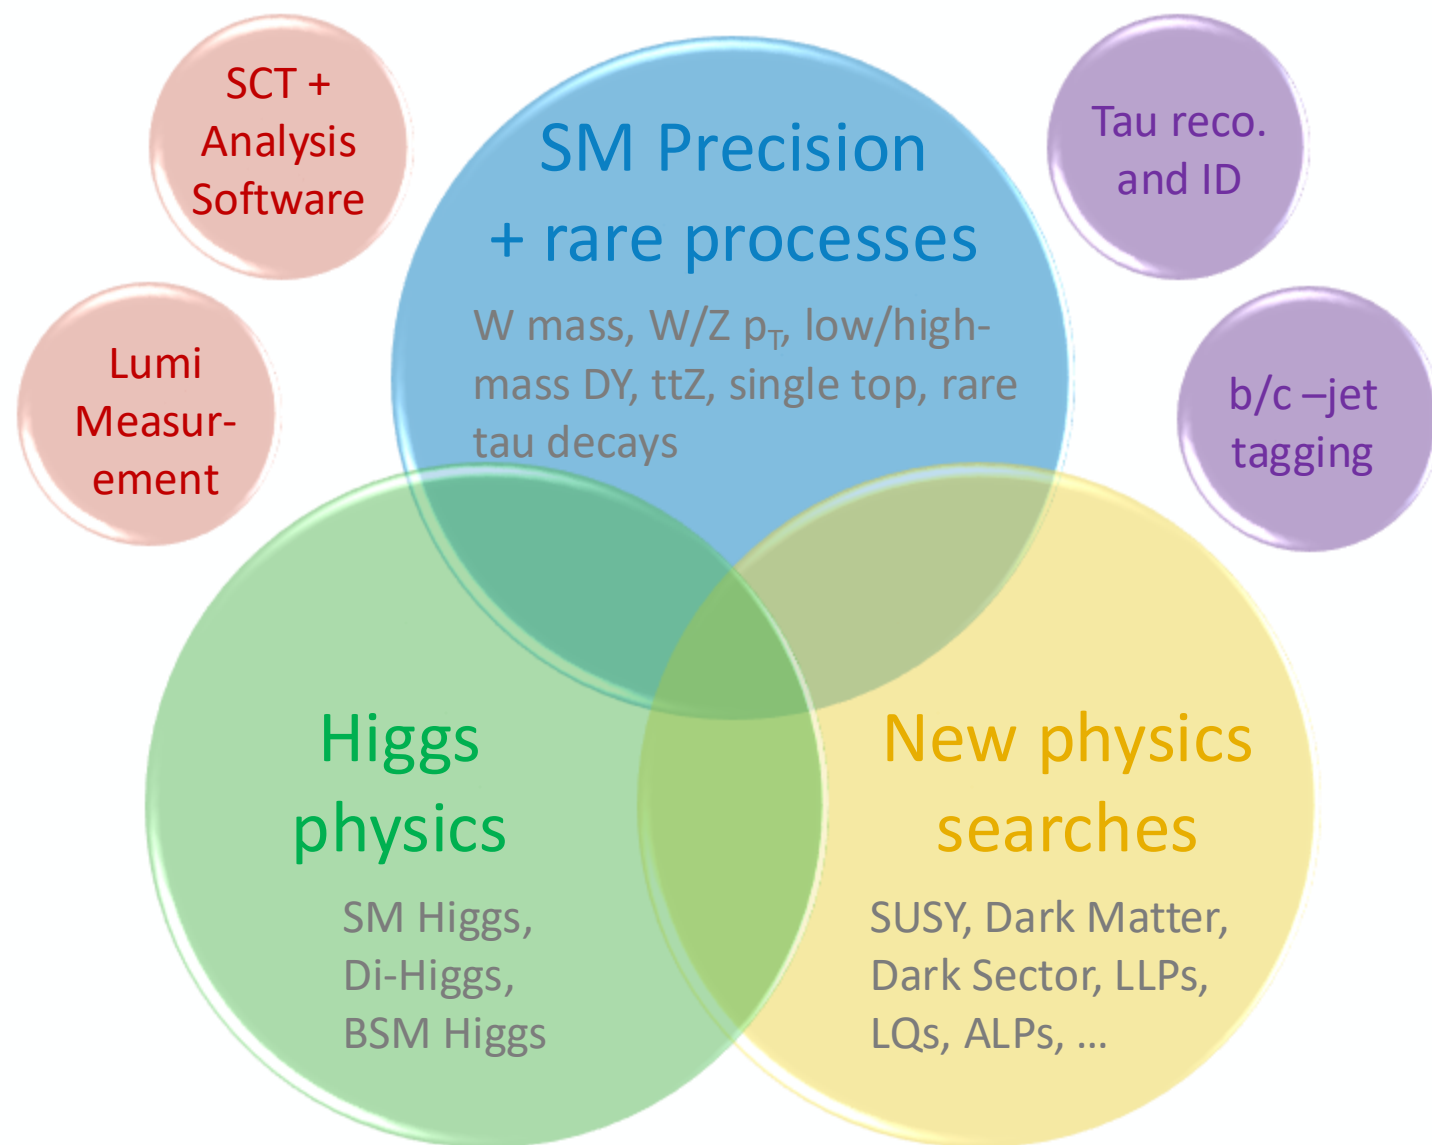 SCT +
Analysis
Software
Lumi
Measur-
ement
SM Precision
+ rare processes
W mass, W/Z pT, low/high-
mass DY, ttZ, single top, rare
tau decays
Tau reco.
and ID
b/c –jet
tagging
Higgs
physics
SM Higgs,
Di-Higgs,
BSM Higgs
New physics
searches
SUSY, Dark Matter,
Dark Sector, LLPs,
LQs, ALPs, ...